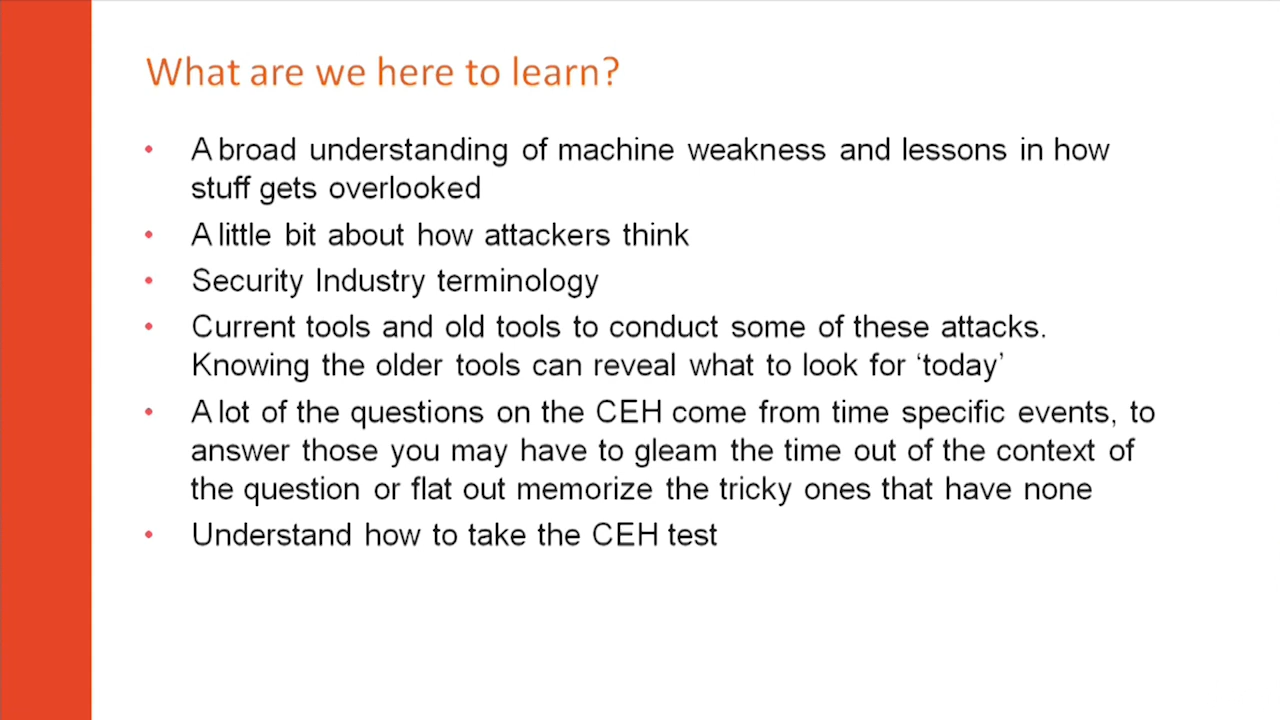 What are we here to learn?
• A broad understanding of machine weakness and lessons in how
stuff gets overlooked
• A little bit about how attackers think
• Security Industry terminology
• Current tools and old tools to conduct some of these attacks.
Knowing the older tools can reveal what to look for ‘today’
• A lot of the questions on the CEH come from time specific events, to
answer those you may have to gleam the time out of the context of
the question or flat out memorize the tricky ones that have none
• Understand how to take the CEH test